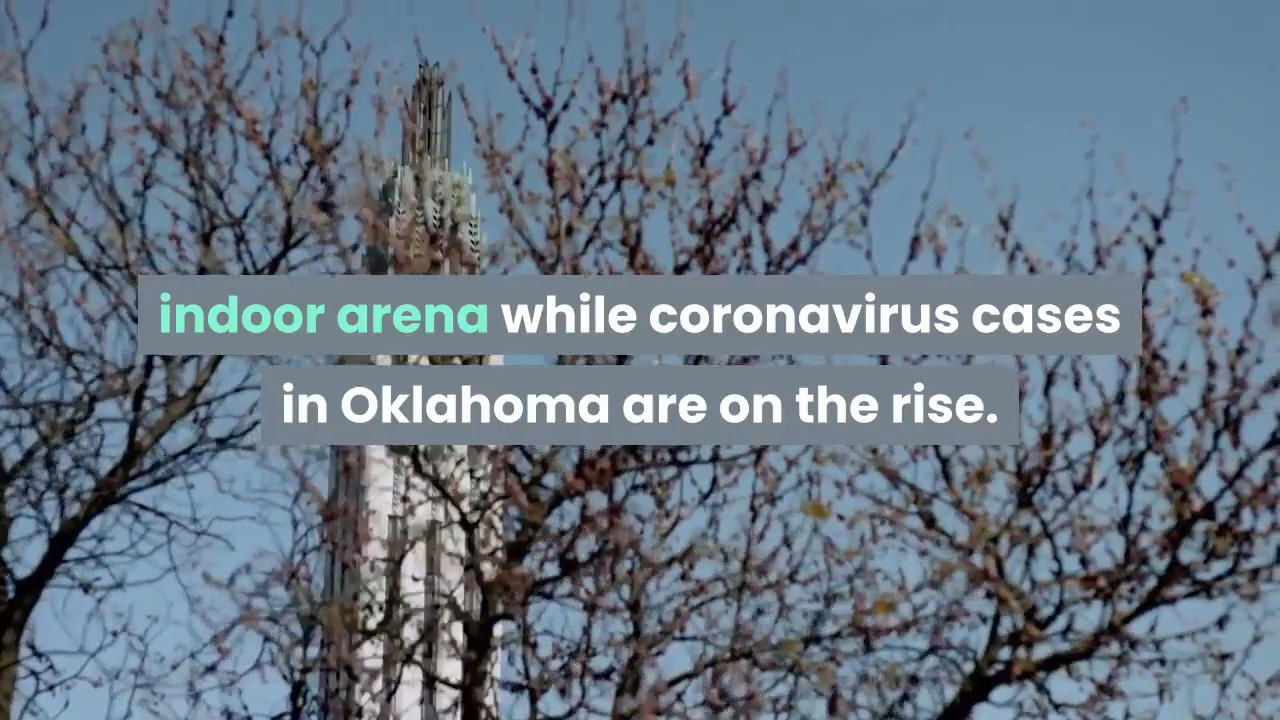 indoor arena while coronavirus cases
in Oklahoma are on the rise.